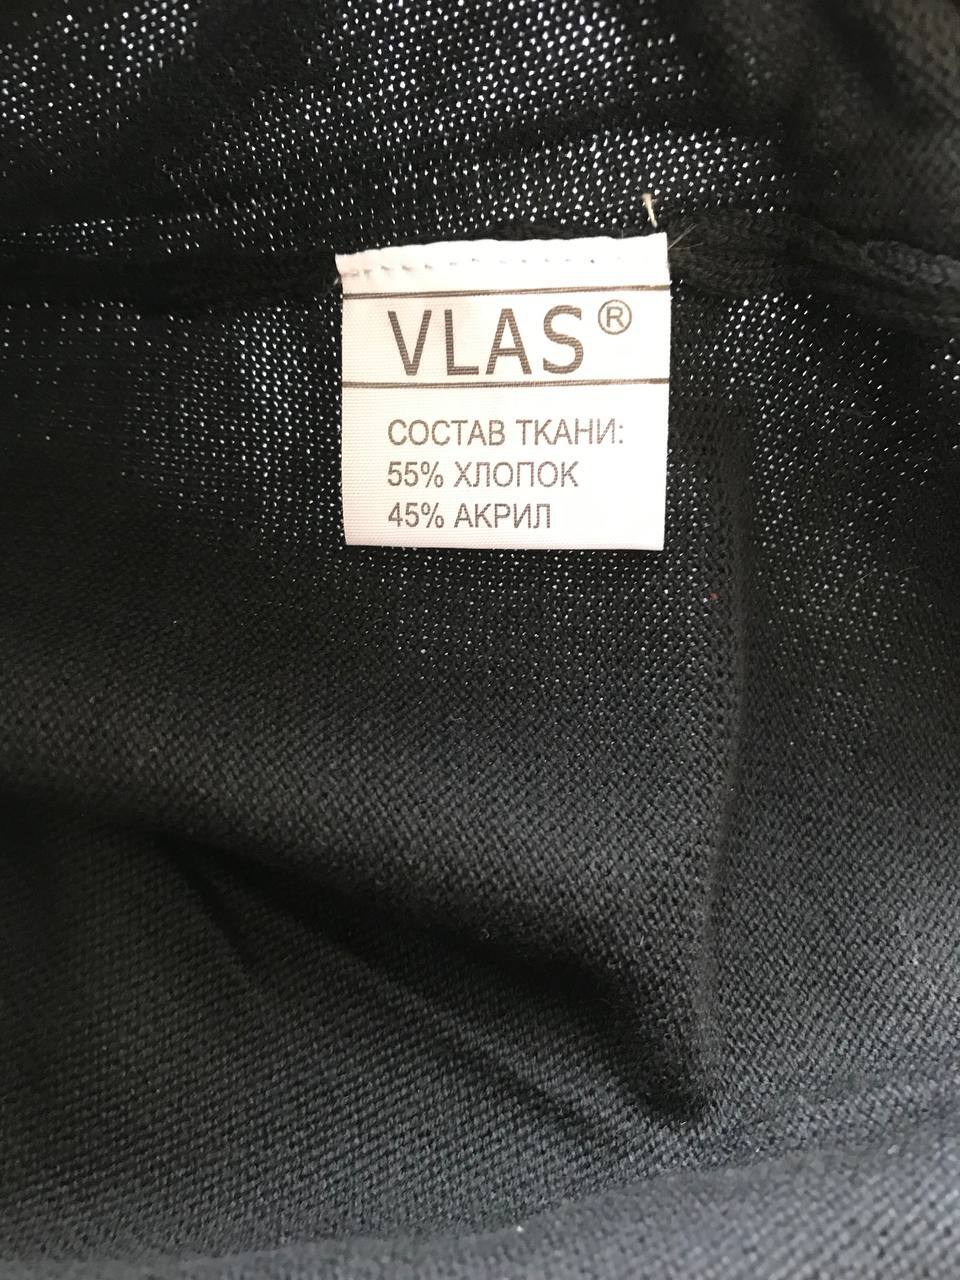 VLAS®
СОСТАВ ТКАНИ:
55% ХЛОПОК
45% АКРИЛ